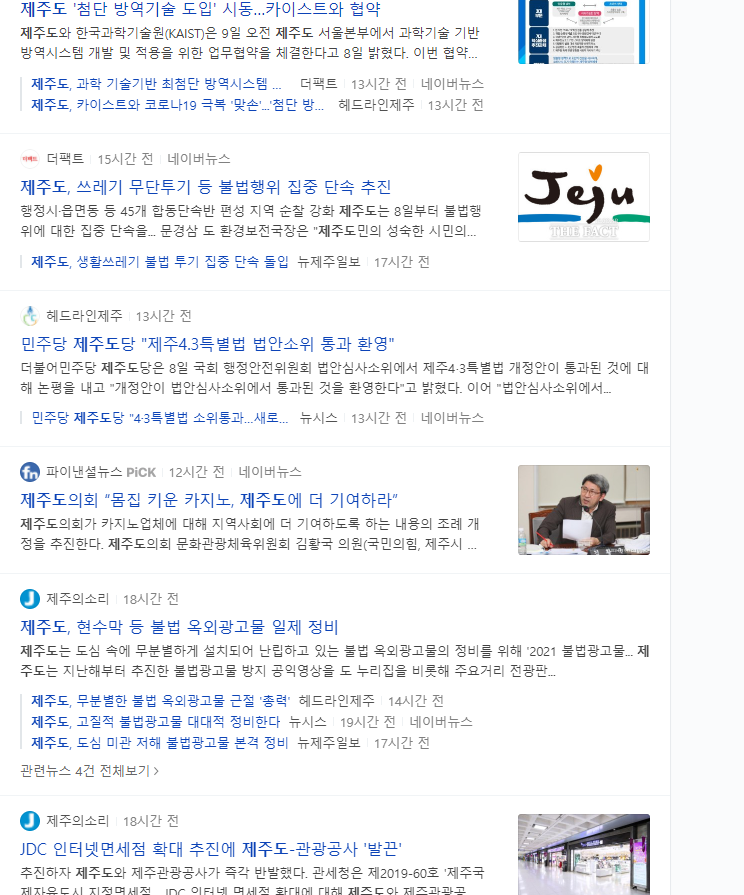 제주도 '첨단 방역기술 도입' 시동...카이스트와 협약
제주도와 한국과학기술원(KAIST)은 9일 오전 제주도 서울본부에서 과학기술 기반
방역시스템 개발 및 적용을 위한 업무협약을 체결한다고 8일 밝혔다. 이번 협약...
제주도, 과학 기술기반 최첨단 방역시스템 ... 더팩트 13시간 전 네이버뉴스
제주도, 카이스트와 코로나19 극복 '맞손'...'첨단 방... 헤드라인제주 13시간 전
더팩트 15시간 전 네이버뉴스
제주도, 쓰레기 무단투기 등 불법행위 집중 단속 추진
행정시·읍면동 등 45개 합동단속반 편성 지역 순찰 강화 제주도는 8일부터 불법행
위에 대한 집중 단속을... 문경삼 도 환경보전국장은 "제주도민의 성숙한 시민의...
Jeju
THE FACT
제주도, 생활쓰레기 불법 투기 집중 단속 돌입 뉴제주일보 17시간 전
헤드라인제주 13시간 전
민주당 제주도당 "제주4.3특별법 법안소위 통과 환영"
더불어민주당 제주도당은 8일 국회 행정안전위원회 법안심사소위에서 제주4·3특별법 개정안이 통과된 것에 대
해 논평을 내고 "개정안이 법안심사소위에서 통과된 것을 환영한다"고 밝혔다. 이어 "법안심사소위에서...
민주당 제주도당 "4·3특별법 소위통과...새로... 뉴시스 13시간 전 네이버뉴스
fn 파이낸셜뉴스 PiCK 12시간 전 네이버뉴스
제주도의회 “몸집 키운 카지노, 제주도에 더 기여하라”
제주도의회가 카지노업체에 대해 지역사회에 더 기여하도록 하는 내용의 조례 개
정을 추진한다. 제주도의회 문화관광체육위원회 김황국 의원(국민의힘, 제주시 ...
제주의소리 18시간 전
제주도, 현수막 등 불법 옥외광고물 일제 정비
제주도는 도심 속에 무분별하게 설치되어 난립하고 있는 불법 옥외광고물의 정비를 위해 '2021 불법광고물... 제
주도는 지난해부터 추진한 불법광고물 방지 공익영상을 도 누리집을 비롯해 주요거리 전광판...
제주도, 무분별한 불법 옥외광고물 근절 '총력' 헤드라인제주 14시간 전
제주도, 고질적 불법광고물 대대적 정비한다 뉴시스 19시간 전 네이버뉴스
제주도, 도심 미관 저해 불법광고물 본격 정비 뉴제주일보 17시간 전
관련뉴스 4건 전체보기 >
제주의소리 18시간 전
JDC 인터넷면세점 확대 추진에 제주도-관광공사 '발끈'
추진하자 제주도와 제주관광공사가 즉각 반발했다. 관세청은 제2019-60호 '제주국
제자유도시 지정면세점... JDC 인터넷 면세점 확대에 대해 제주도와 제주관광공...